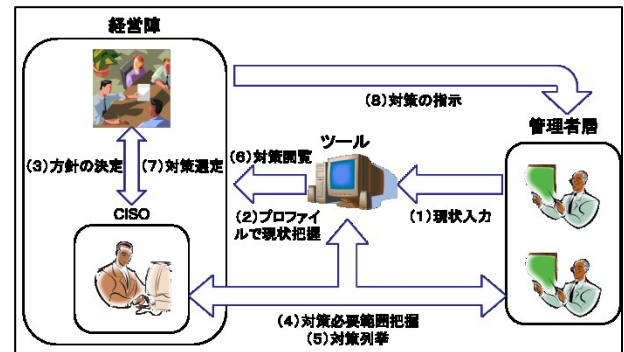 経営陣
(8)対策の指示
管理者層
ツール
(3)方針の決定
(7)対策選定
(6)対策閲覧
(2)プロファイ
ルで現状把握
(1)現状入力
CISO
(4)対策必要範囲把握
(5)対策列挙